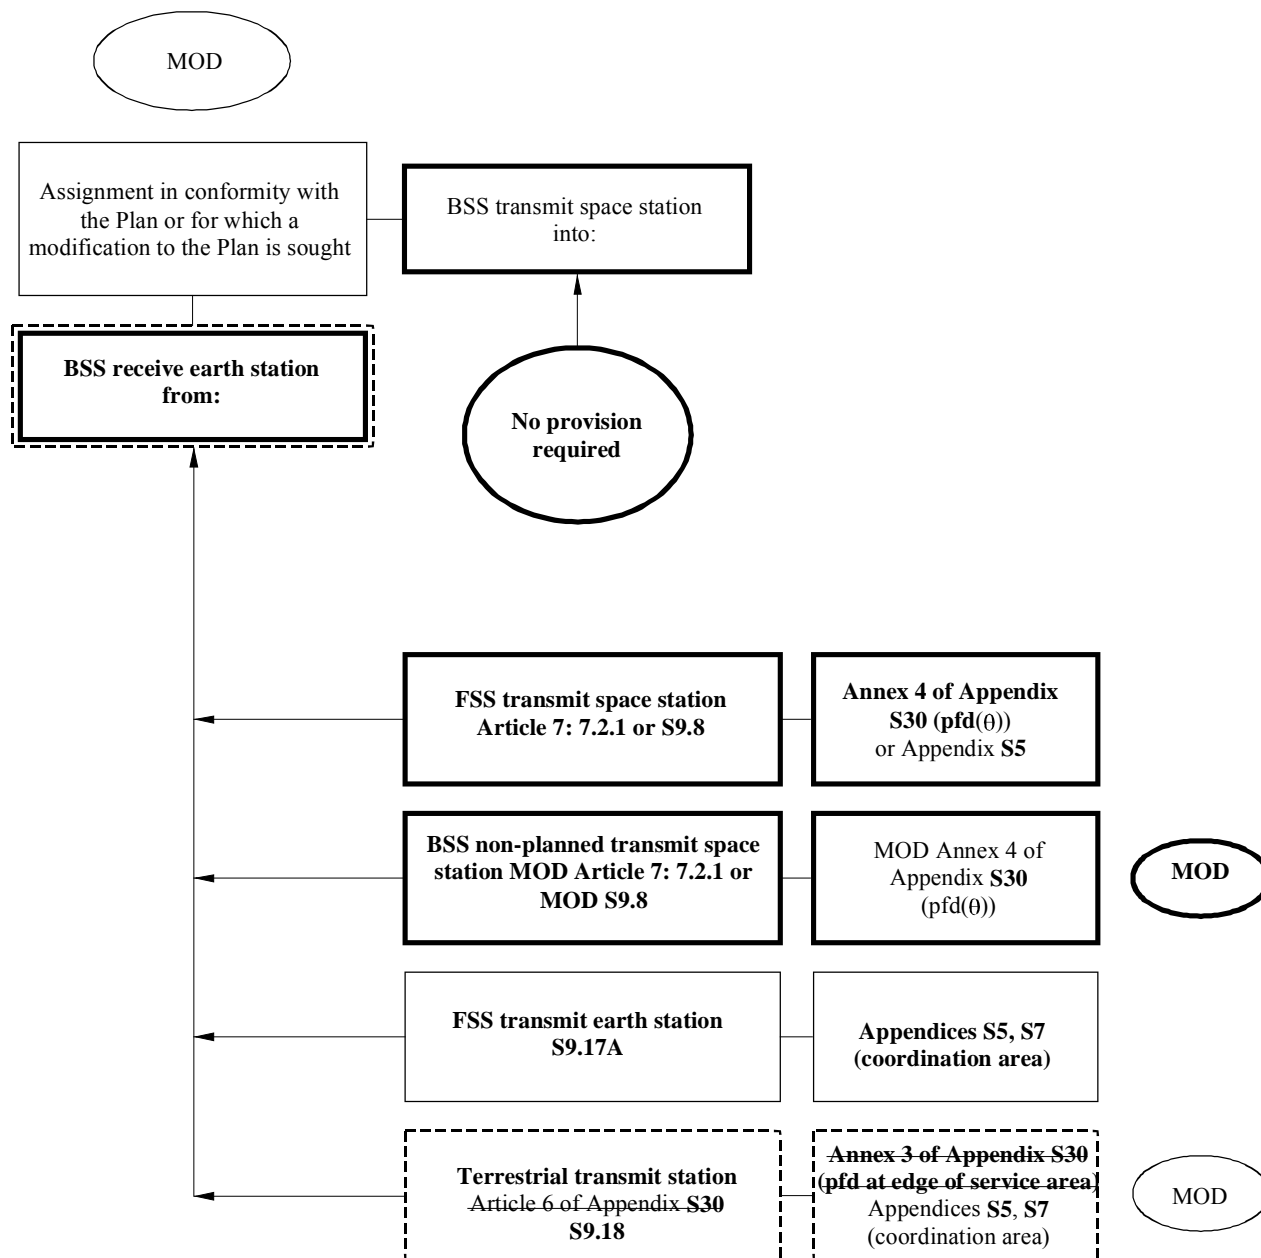 MOD
Assignment in conformity with
the Plan or for which a
modification to the Plan is sought
BSS transmit space station
into:
BSS receive earth station
from:
No provision
required
FSS transmit space station
Article 7: 7.2.1 or S9.8
Annex 4 of Appendix
S30 (pfd(θ))
or Appendix S5
BSS non-planned transmit space
station MOD Article 7: 7.2.1 or
MOD S9.8
MOD Annex 4 of
Appendix S30
(pfd(θ))
MOD
FSS transmit earth station
S9.17A
Appendices S5, S7
(coordination area)
Terrestrial transmit station
Article 6 of Appendix S30
S9.18
Annex 3 of Appendix S30
(pfd at edge of service area)
Appendices S5, S7
(coordination area)
MOD